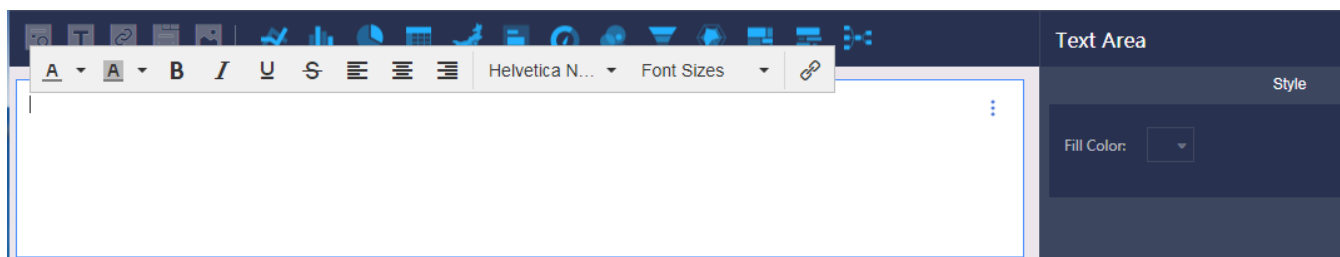 Text Area
A A B I U S Helvetica N... Font Sizes
Style
Fill Color: